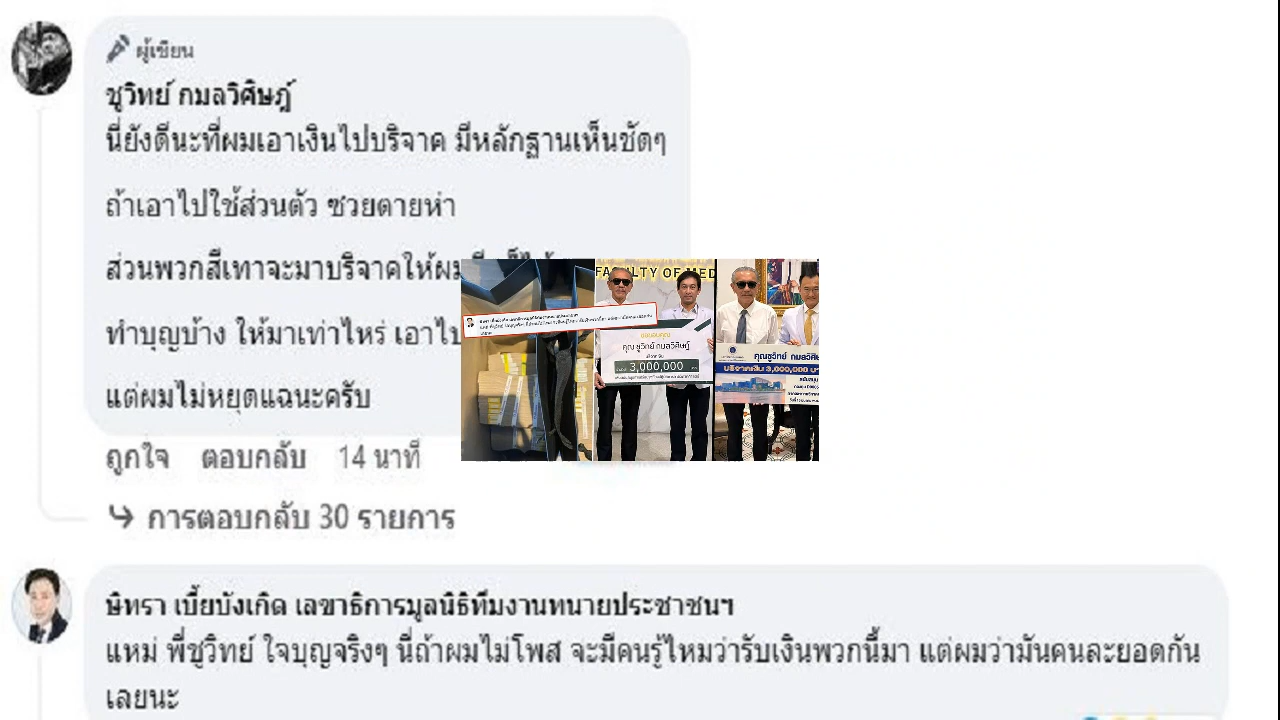 ผู้เขียน
ชูวิทย์ กมลวิศิษฎ์
นี่ยังดีนะที่ผมเอาเงินไปบริจาค มีหลักฐานเห็นชัดๆ
ถ้าเอาไปใช้ส่วนตัว ซวยตายห่า
ส่วนพวกสีเทาจะมาบริจาคให้ผม
ทำบุญบ้าง ให้มาเท่าไหร่ เอาไป
แต่ผมไม่หยุดแฉนะครับ
ถูกใจ ตอบกลับ 14 นาที
การตอบกลับ 30 รายการ
FACULTY OF MED
คุณ ชูวิทย์ กมลวิศิษฎ์
3,000,000
คุณชูวิทย์ กมลวิศิ
บริจาคเงิน 3,000,000
ษิทรา เบี้ยบังเกิด เลขาธิการมูลนิธิทีมงานทนายประชาชนฯ
แหม่ พี่ชูวิทย์ ใจบุญจริงๆ นี่ถ้าผมไม่โพส จะมีคนรู้ไหมว่ารับเงินพวกนี้มา แต่ผมว่ามันคนละยอดกัน
เลยนะ